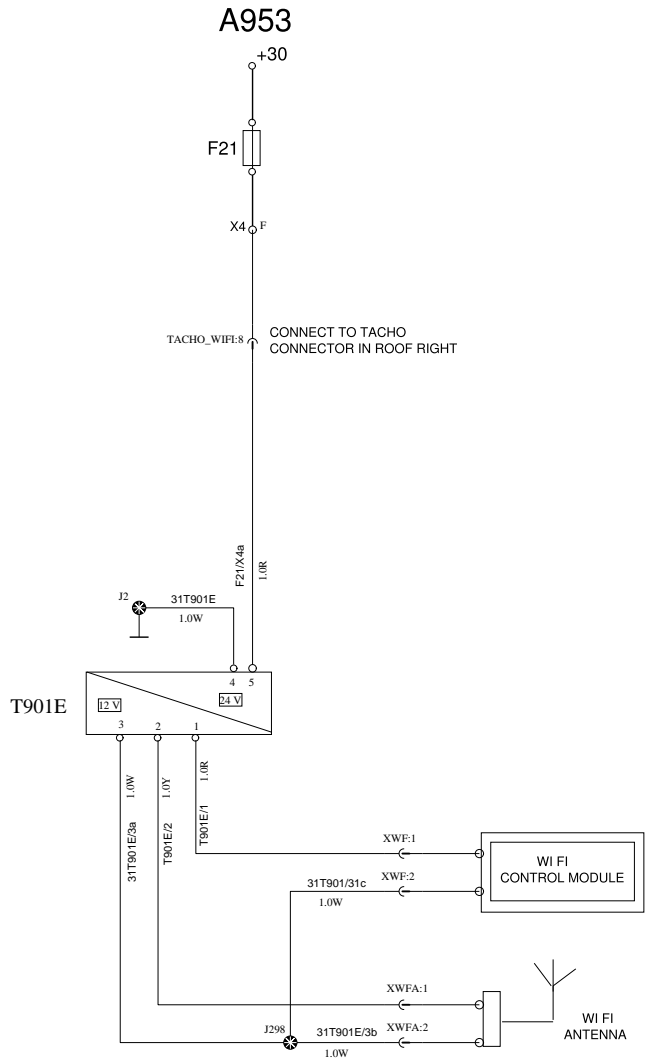 A953
+30
F21
X4 F
TACHO_WIFI:8
CONNECT TO TACHO
CONNECTOR IN ROOF RIGHT
F21/X4a
1.0R
J2
31T901E
1.0W
4 5
T901E
12 V
24 V
3 2 1
1.0W
1.0Y
1.0R
31T901E/3a
T901E/2
T901E/1
XWF:1
WI FI
CONTROL MODULE
XWF:2
31T901/31c
1.0W
XWFA:1
J298
31T901E/3b
1.0W
XWFA:2
WI FI
ANTENNA